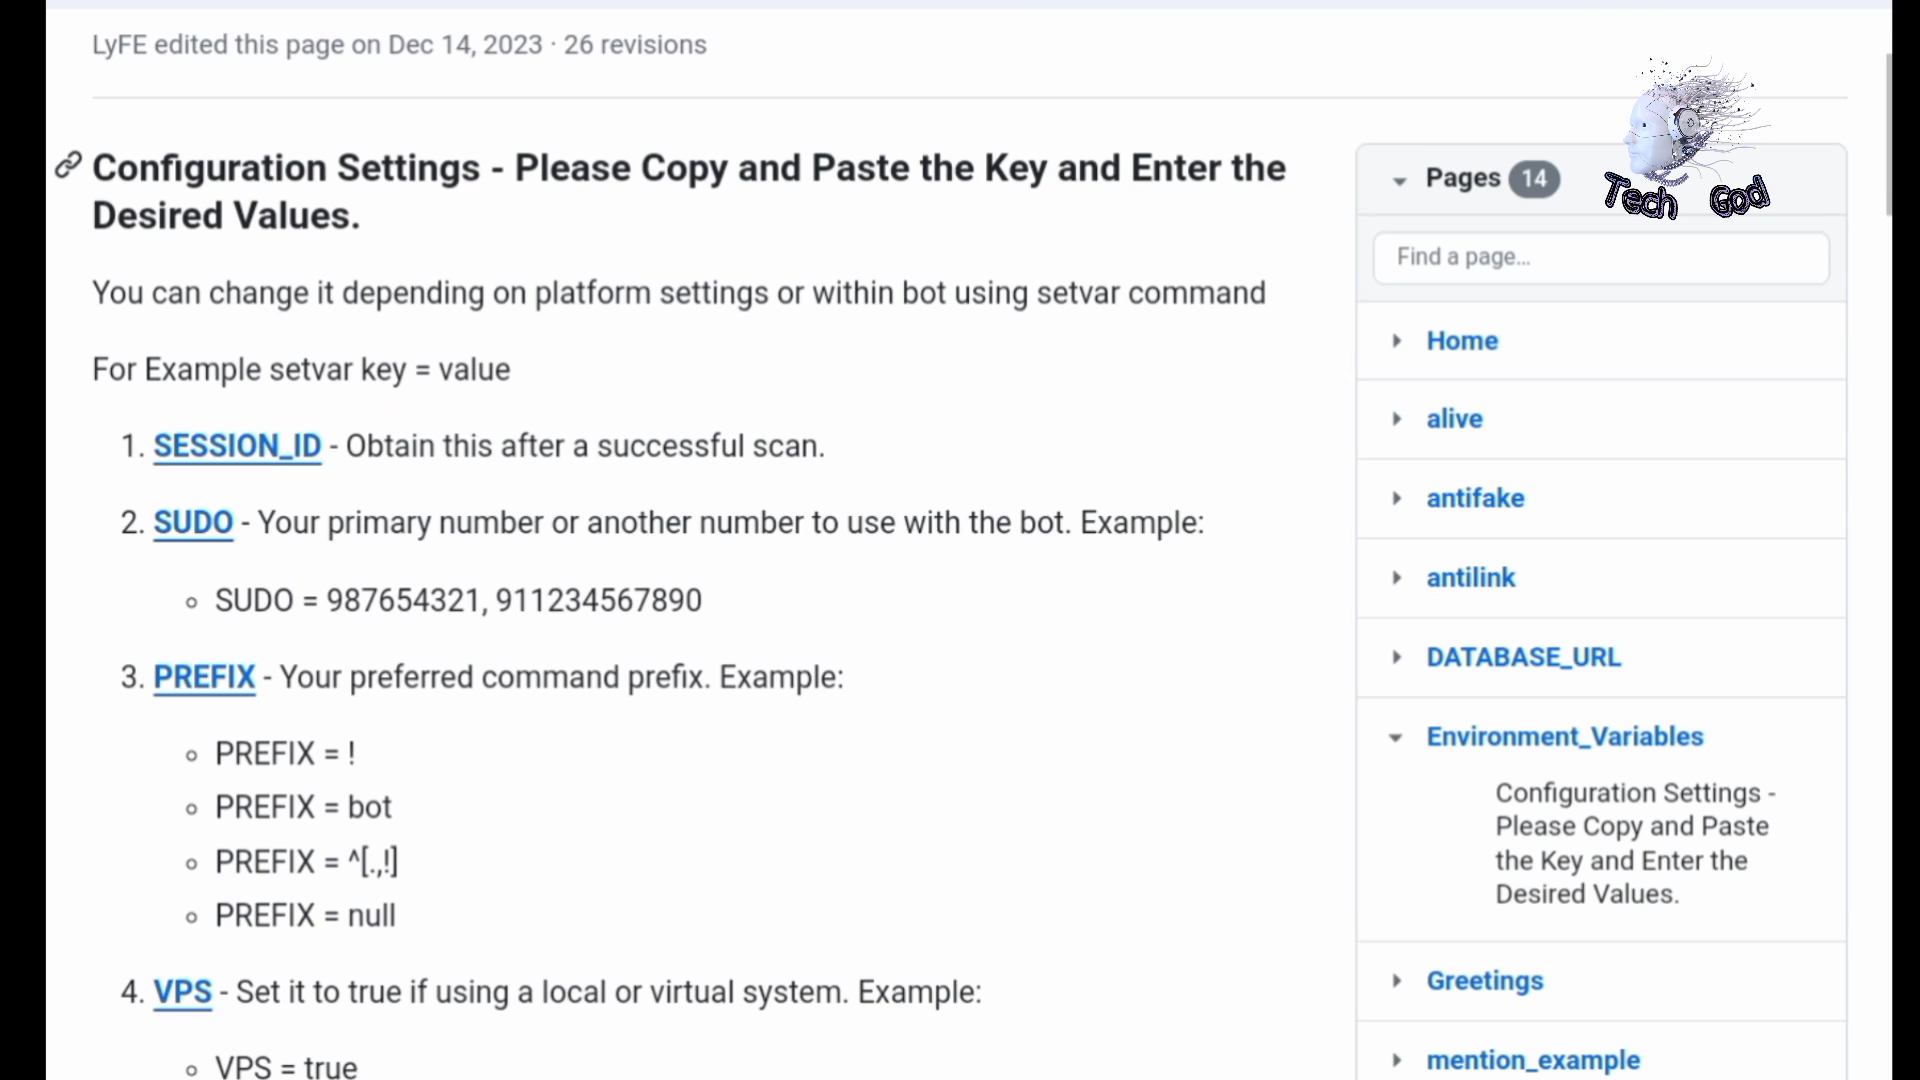 LyFE edited this page on Dec 14, 2023 · 26 revisions
Configuration Settings - Please Copy and Paste the Key and Enter the
Desired Values.
You can change it depending on platform settings or within bot using setvar command
For Example setvar key = value
1. SESSION_ID - Obtain this after a successful scan.
2. SUDO - Your primary number or another number to use with the bot. Example:
SUDO = 987654321, 911234567890
3. PREFIX - Your preferred command prefix. Example:
PREFIX = !
PREFIX = bot
PREFIX = ^[.,!]
PREFIX = null
4. VPS - Set it to true if using a local or virtual system. Example:
VPS = true
Tech God
Pages 14
Find a page...
Home
alive
antifake
antilink
DATABASE_URL
Environment_Variables
Configuration Settings -
Please Copy and Paste
the Key and Enter the
Desired Values.
Greetings
mention_example